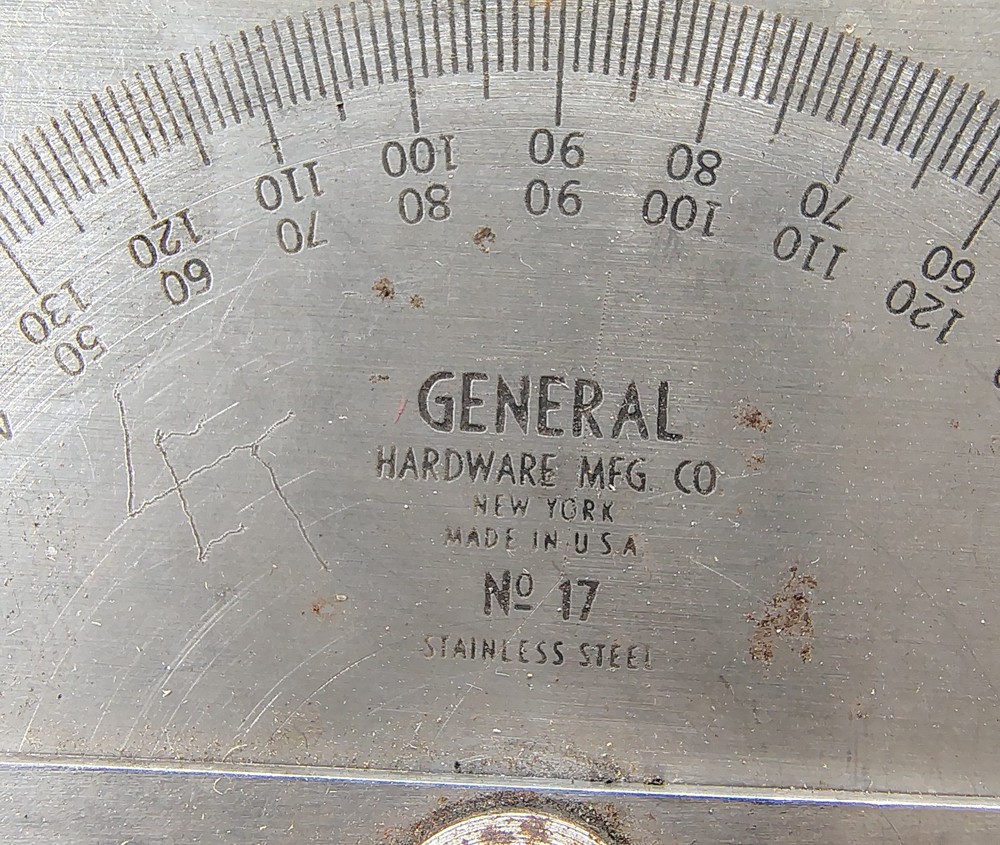 100 90 80
110 70
120 60
130
80 90 100
70 110
60 120
50
LET
GENERAL
HARDWARE MFG. CO
NEW YORK
MADE IN U.S.A
Nº 17
STAINLESS STEEL